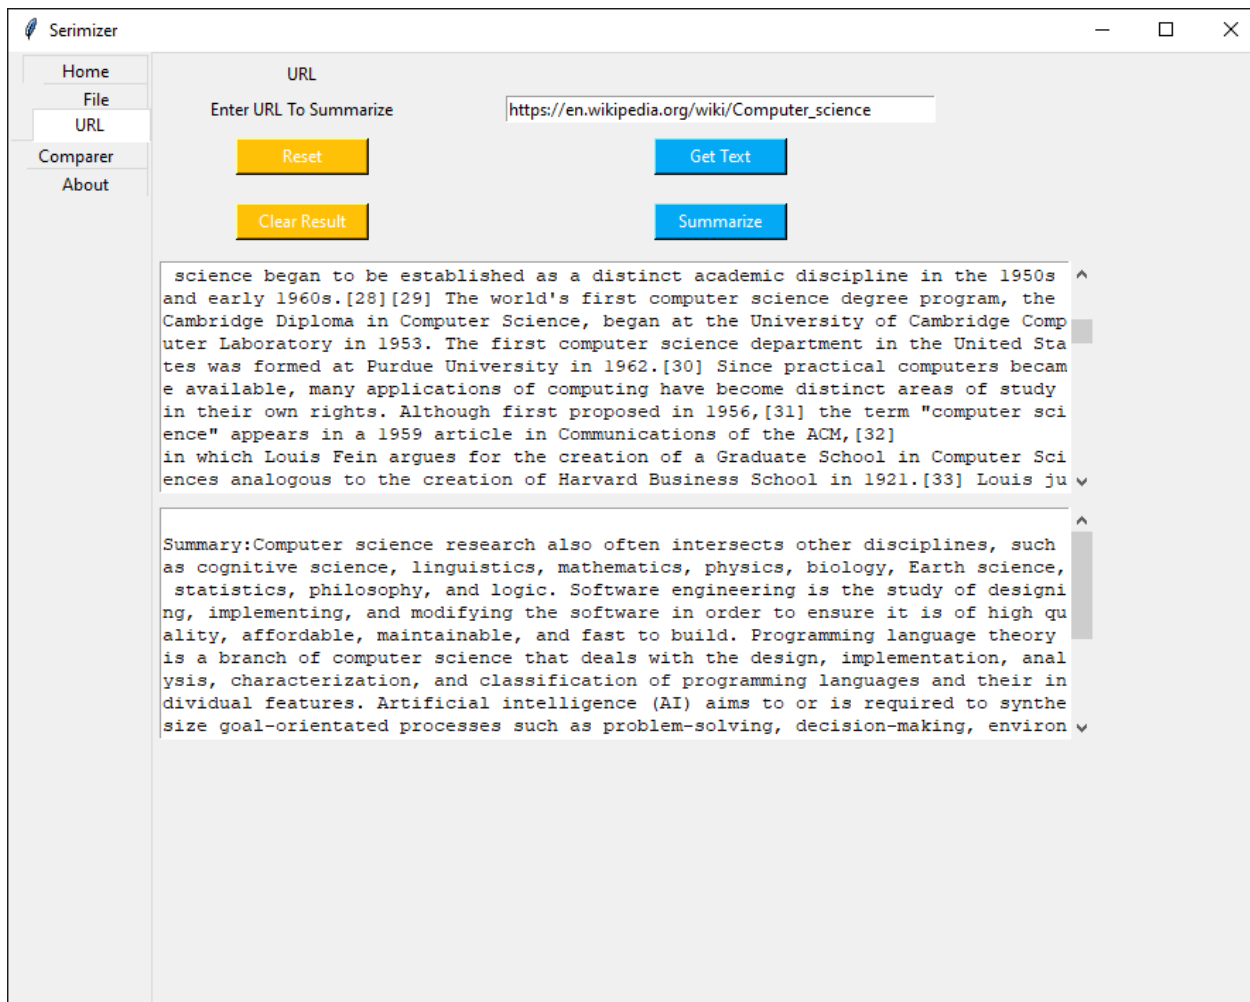 Serimizer
Home
File
URL
Comparer
About
URL
Enter URL To Summarize
https://en.wikipedia.org/wiki/Computer_science
Reset
Get Text
Clear Result
Summarize
science began to be established as a distinct academic discipline in the 1950s
and early 1960s.[28][29] The world's first computer science degree program, the
Cambridge Diploma in Computer Science, began at the University of Cambridge Comp
uter Laboratory in 1953. The first computer science department in the United Sta
tes was formed at Purdue University in 1962.[30] Since practical computers becam
e available, many applications of computing have become distinct areas of study
in their own rights. Although first proposed in 1956,[31] the term "computer sci
ence" appears in a 1959 article in Communications of the ACM,[32]
in which Louis Fein argues for the creation of a Graduate School in Computer Sci
ences analogous to the creation of Harvard Business School in 1921.[33] Louis ju
Summary:Computer science research also often intersects other disciplines, such
as cognitive science, linguistics, mathematics, physics, biology, Earth science,
statistics, philosophy, and logic. Software engineering is the study of designi
ng, implementing, and modifying the software in order to ensure it is of high qu
ality, affordable, maintainable, and fast to build. Programming language theory
is a branch of computer science that deals with the design, implementation, anal
ysis, characterization, and classification of programming languages and their in
dividual features. Artificial intelligence (AI) aims to or is required to synthe
size goal-orientated processes such as problem-solving, decision-making, environ